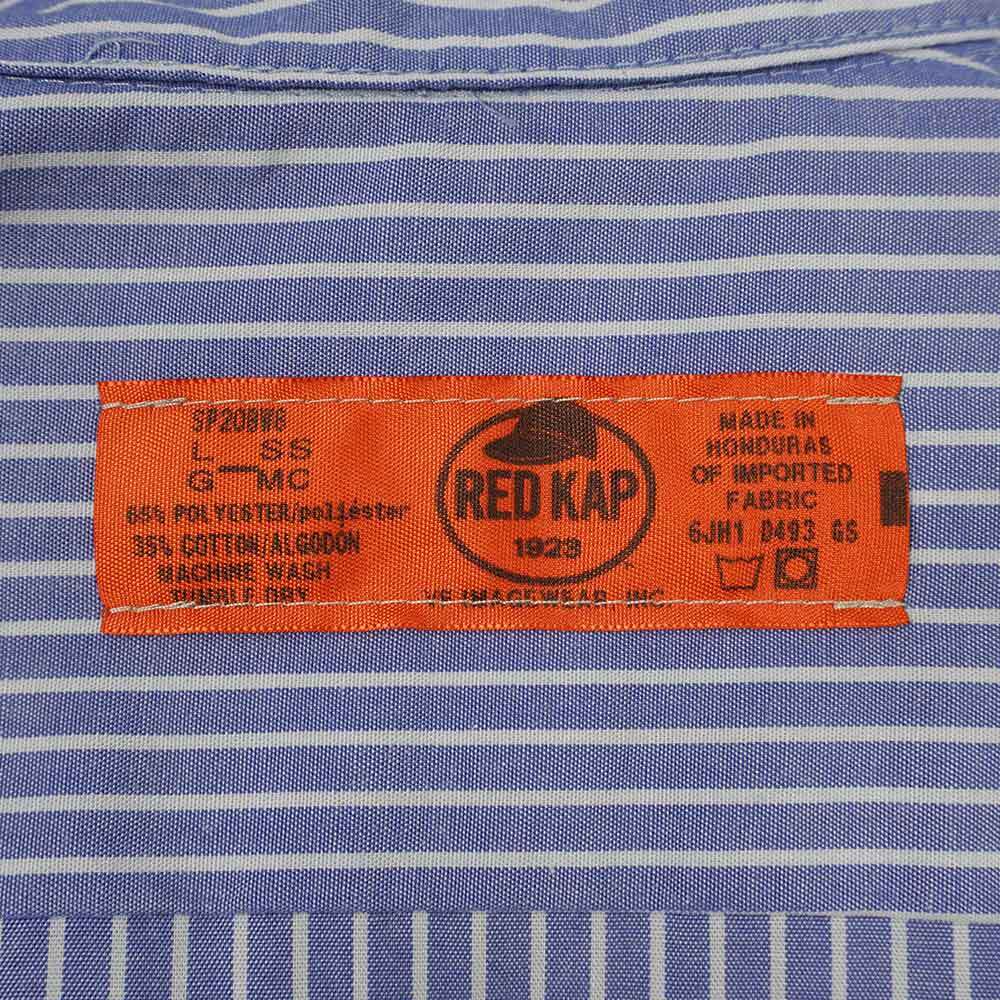 SP20BW6
L SS
G MC
65% POLYESTER/poliéster
35% COTTON/ALGODON
MACHINE WASH
TUMBLE DRY
RED KAP
1923
VF IMAGEWEAR, INC.
MADE IN
HONDURAS
OF IMPORTED
FABRIC
6JH1 D493 GS